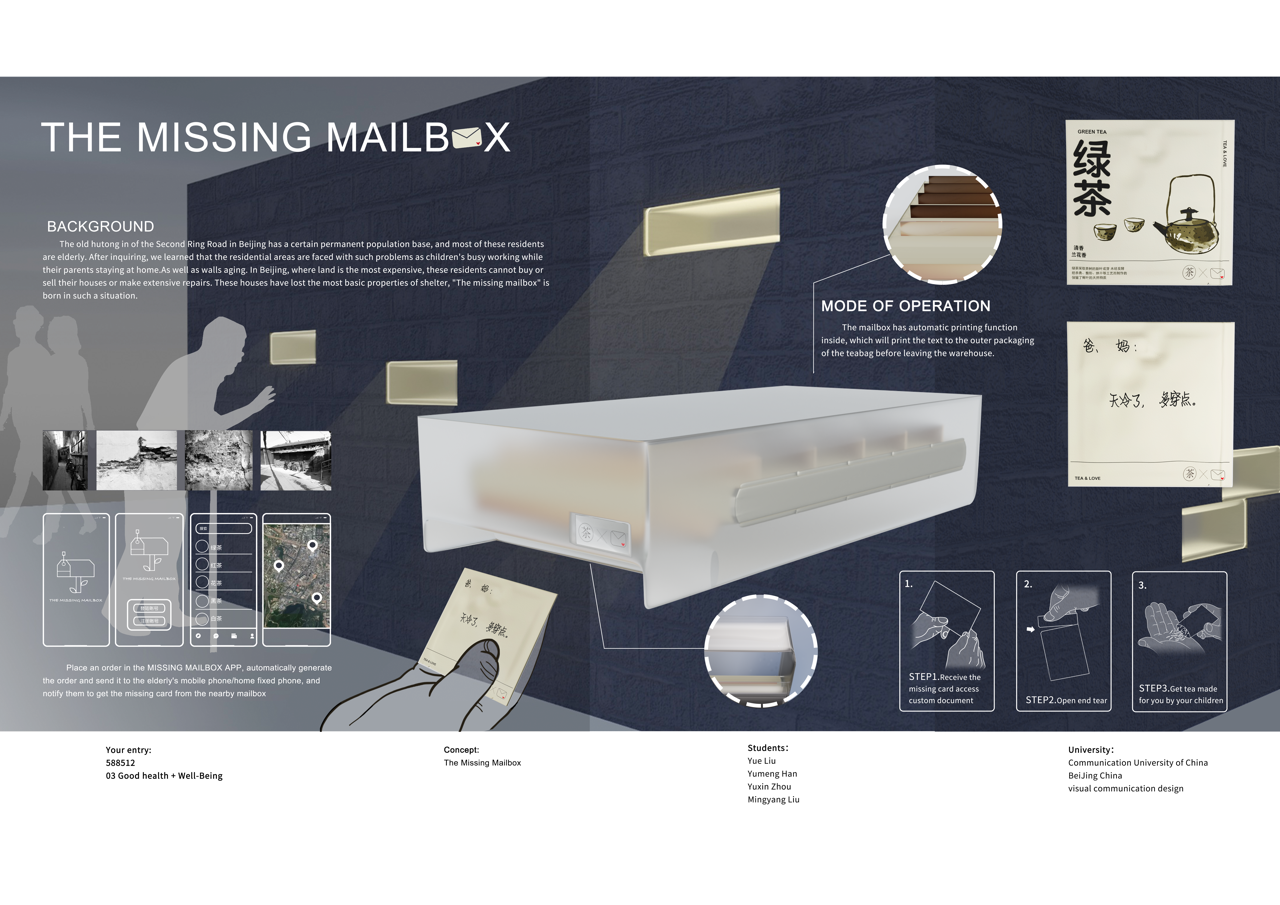 THE MISSING MAILB X
BACKGROUND
The old hutong in of the Second Ring Road in Beijing has a certain permanent population base, and most of these residents
are elderly. After inquiring, we learned that the residential areas are faced with such problems as children's busy working while
their parents staying at home.As well as walls aging. In Beijing, where land is the most expensive, these residents cannot buy or
sell their houses or make extensive repairs. These houses have lost the most basic properties of shelter, "The missing mailbox" is
born in such a situation.
THE MISSING MAILBOX
THE MISSING MAILBOX
绿茶
红茶
花茶
黑茶
白茶
Place an order in the MISSING MAILBOX APP, automatically generate
the order and send it to the elderly's mobile phone/home fixed phone, and
notify them to get the missing card from the nearby mailbox
MODE OF OPERATION
The mailbox has automatic printing function
inside, which will print the text to the outer packaging
of the teabag before leaving the warehouse.
茶
爸、妈：
天冷了，多穿点。
GREEN TEA
绿茶
TEA & LOVE
清香
兰花香
茶
爸、妈：
天冷了，多穿点。
TEA & LOVE
茶
1.
STEP1.Receive the
missing card access
custom document
2.
STEP2.Open end tear
3.
STEP3.Get tea made
for you by your children
Your entry:
588512
03 Good health + Well-Being
Concept:
The Missing Mailbox
Students：
Yue Liu
Yumeng Han
Yuxin Zhou
Mingyang Liu
University：
Communication University of China
BeiJing China
visual communication design